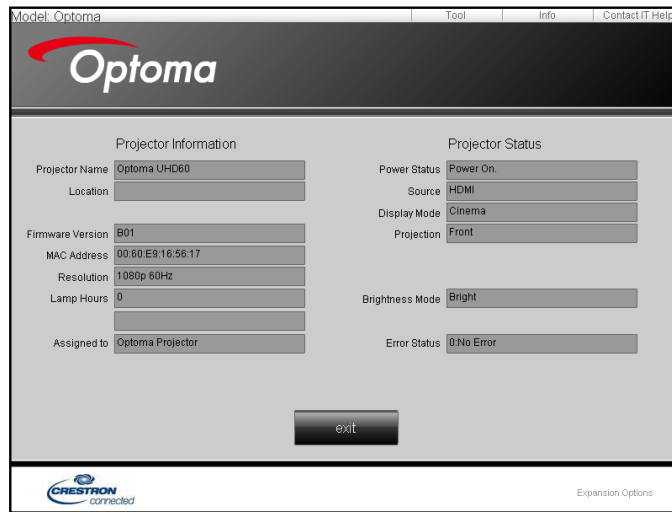 Model: Optoma Tool Info Contact IT Help
Optoma
Projector Information
Projector Name Optoma UHD60
Location
Firmware Version B01
MAC Address 00:60:E9:16:56:17
Resolution 1080p 60Hz
Lamp Hours 0
Assigned to Optoma Projector
Projector Status
Power Status Power On.
Source HDMI
Display Mode Cinema
Projection Front
Brightness Mode Bright
Error Status 0:No Error
exit
CRESTRON
connected
Expansion Options